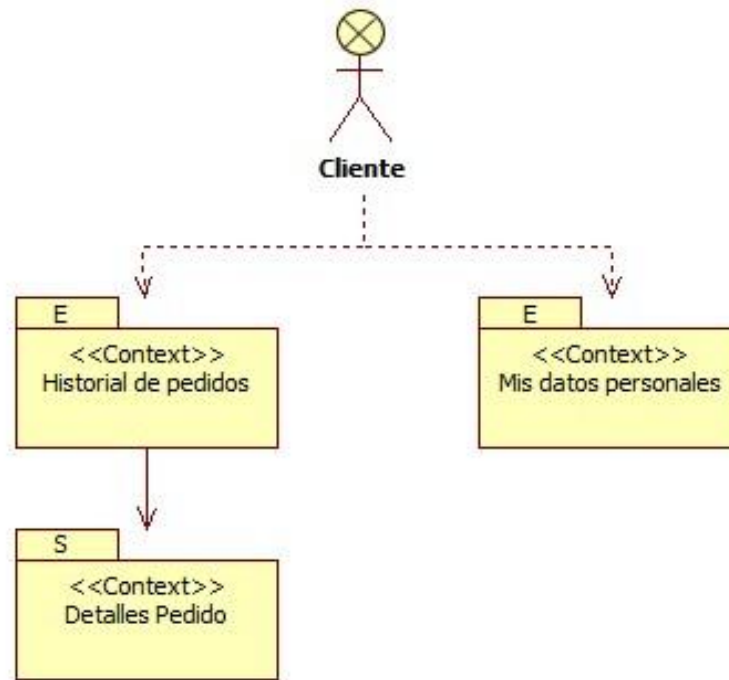 Cliente
E
<<Context>>
Historial de pedidos
E
<<Context>>
Mis datos personales
S
<<Context>>
Detalles Pedido